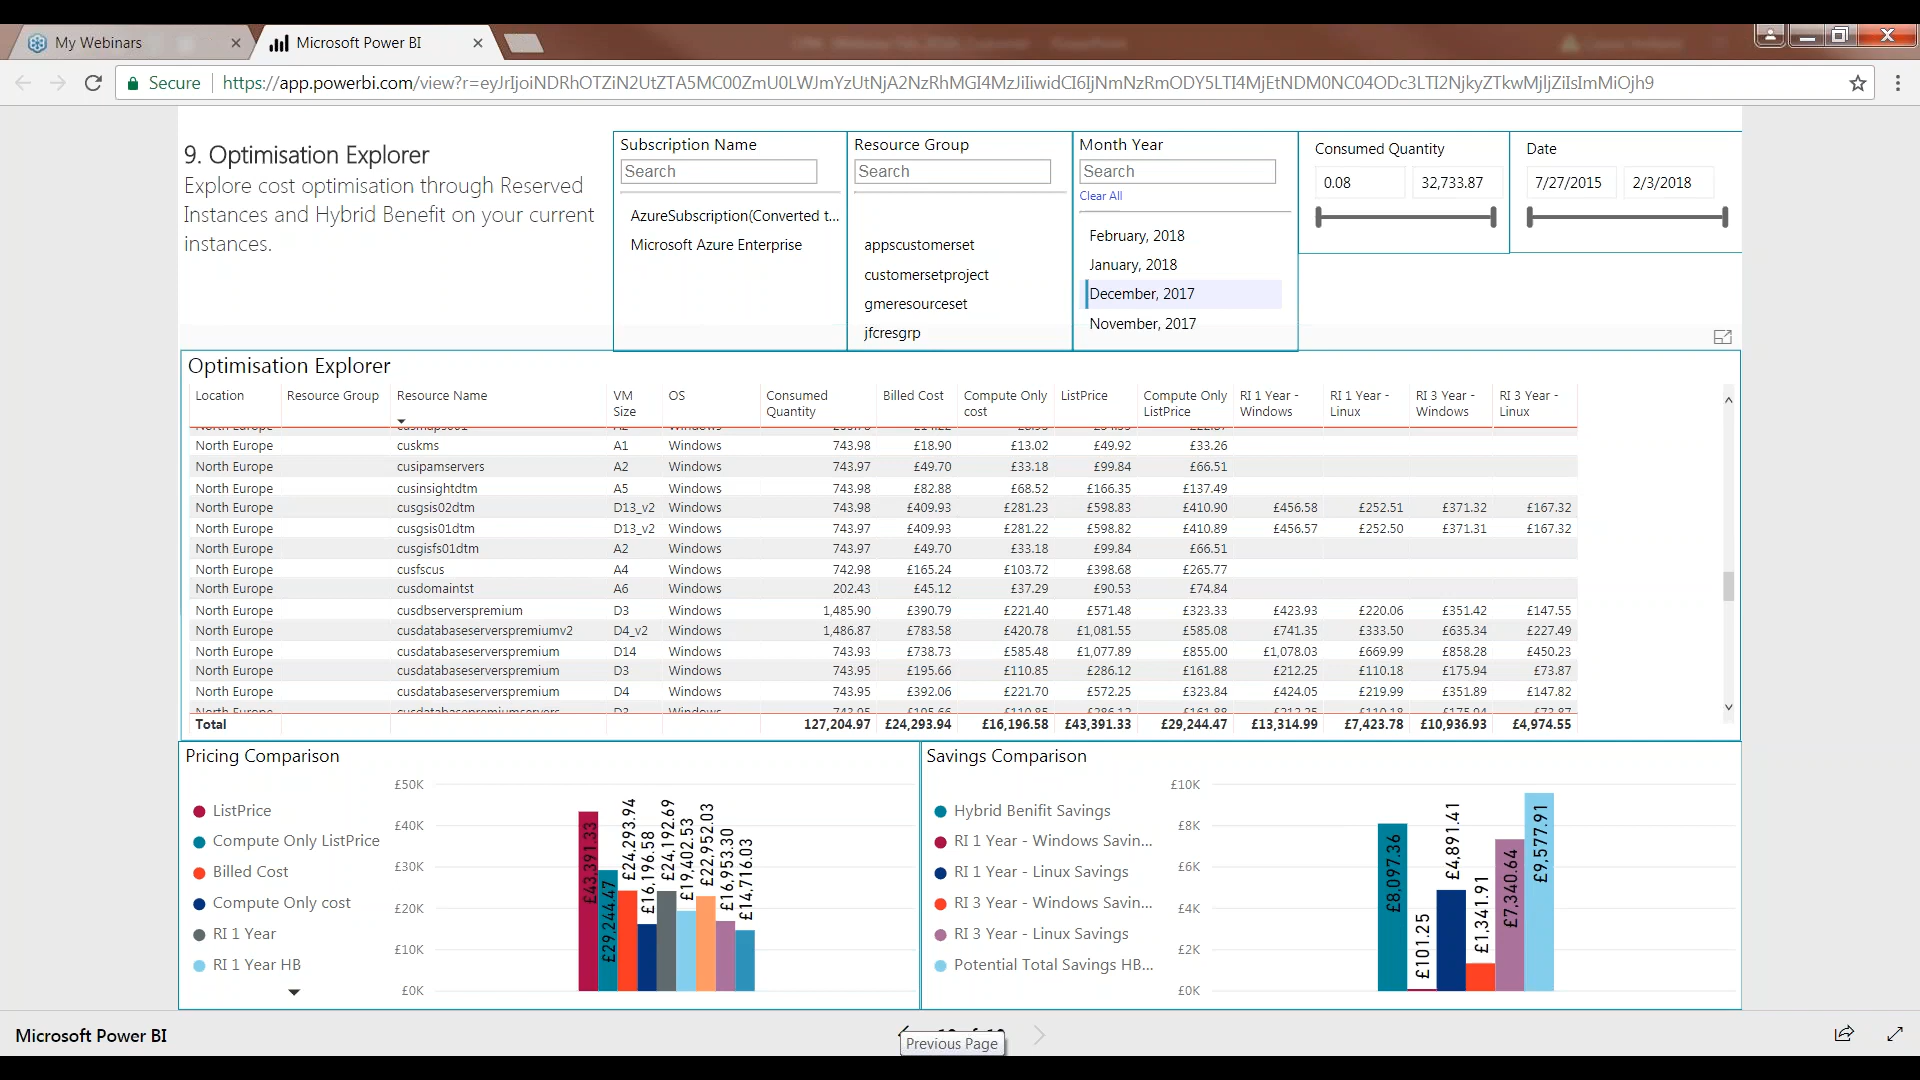 My Webinars
Microsoft Power BI
Secure
https://app.powerbi.com/view?r=eyJrIjoiNDRhOTZiN2UtZTA5MC00ZmU0LWJmYzUtNjA2NzRhMGI4MzJiIiwidCI6IjNmNzRmODY5LTI4MjEtNDM0NC04ODc3LTI2NjkyZTkwMjljZiIsImMiOjh9
9. Optimisation Explorer
Explore cost optimisation through Reserved
Instances and Hybrid Benefit on your current
instances.
Subscription Name
Search
AzureSubscription(Converted t...
Microsoft Azure Enterprise
Resource Group
Search
appscustomerset
customersetproject
gmeresourceset
jfcresgrp
Month Year
Search
Clear All
February, 2018
January, 2018
December, 2017
November, 2017
Consumed Quantity
0.08 32,733.87
Date
7/27/2015 2/3/2018
Optimisation Explorer
Location Resource Group Resource Name VM Size OS Consumed Quantity Billed Cost Compute Only cost ListPrice Compute Only ListPrice RI 1 Year - Windows RI 1 Year - Linux RI 3 Year - Windows RI 3 Year - Linux
North Europe cuskms A1 Windows 743.98 £18.90 £13.02 £49.92 £33.26
North Europe cusipamservers A2 Windows 743.97 £49.70 £33.18 £99.84 £66.51
North Europe cusinsightdtm A5 Windows 743.98 £82.88 £68.52 £166.35 £137.49
North Europe cusgsis02dtm D13_v2 Windows 743.98 £409.93 £281.23 £598.83 £410.90 £456.58 £252.51 £371.32 £167.32
North Europe cusgsis01dtm D13_v2 Windows 743.97 £409.93 £281.22 £598.82 £410.89 £456.57 £252.50 £371.31 £167.32
North Europe cusgisfs01dtm A2 Windows 743.97 £49.70 £33.18 £99.84 £66.51
North Europe cusfscus A4 Windows 742.98 £165.24 £103.72 £398.68 £265.77
North Europe cusdomaintst A6 Windows 202.43 £45.12 £37.29 £90.53 £74.84
North Europe cusdbserverspremium D3 Windows 1,485.90 £390.79 £221.40 £571.48 £323.33 £423.93 £220.06 £351.42 £147.55
North Europe cusdatabaseserverspremiumv2 D4_v2 Windows 1,486.87 £783.58 £420.78 £1,081.55 £585.08 £741.35 £333.50 £635.34 £227.49
North Europe cusdatabaseserverspremium D14 Windows 743.93 £738.73 £585.48 £1,077.89 £855.00 £1,078.03 £669.99 £858.28 £450.23
North Europe cusdatabaseserverspremium D3 Windows 743.95 £195.66 £110.85 £286.12 £161.88 £212.25 £110.18 £175.94 £73.87
North Europe cusdatabaseserverspremium D4 Windows 743.95 £392.06 £221.70 £572.25 £323.84 £424.05 £219.99 £351.89 £147.82
Total 127,204.97 £24,293.94 £16,196.58 £43,391.33 £29,244.47 £13,314.99 £7,423.78 £10,936.93 £4,974.55
Pricing Comparison
ListPrice
Compute Only ListPrice
Billed Cost
Compute Only cost
RI 1 Year
RI 1 Year HB
£50K
£40K
£30K
£20K
£10K
£0K
£43,391.33
£29,244.47
£24,293.94
£16,196.58
£24,192.69
£19,402.53
£22,952.03
£16,953.30
£14,716.03
Savings Comparison
Hybrid Benifit Savings
RI 1 Year - Windows Savin...
RI 1 Year - Linux Savings
RI 3 Year - Windows Savin...
RI 3 Year - Linux Savings
Potential Total Savings HB...
£10K
£8K
£6K
£4K
£2K
£0K
£8,097.36
£101.25
£4,891.41
£1,341.91
£7,340.64
£9,577.91
Microsoft Power BI
Previous Page